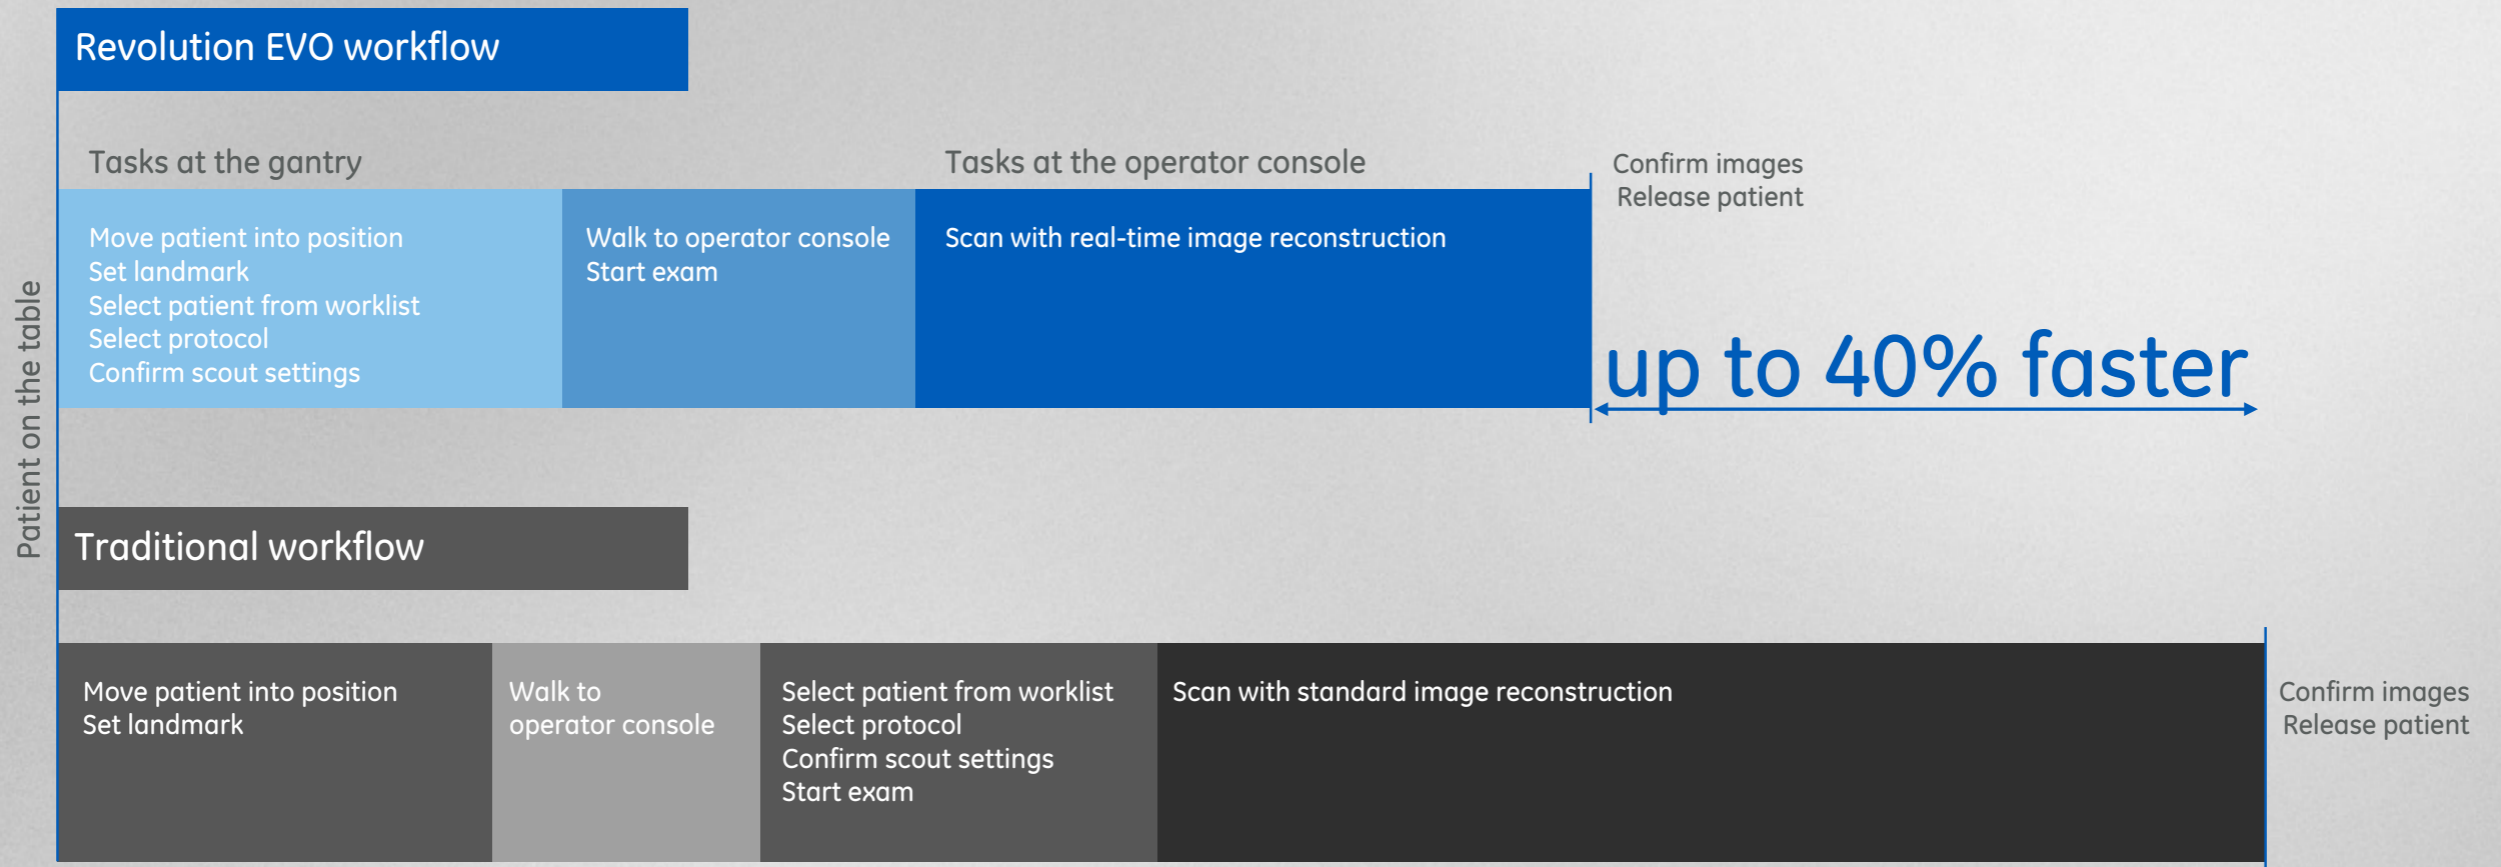 Revolution EVO workflow
Tasks at the gantry
Tasks at the operator console
Confirm images
Release patient
Move patient into position
Set landmark
Select patient from worklist
Select protocol
Confirm scout settings
Walk to operator console
Start exam
Scan with real-time image reconstruction
up to 40% faster
Patient on the table
Traditional workflow
Move patient into position
Set landmark
Walk to
operator console
Select patient from worklist
Select protocol
Confirm scout settings
Start exam
Scan with standard image reconstruction
Confirm images
Release patient